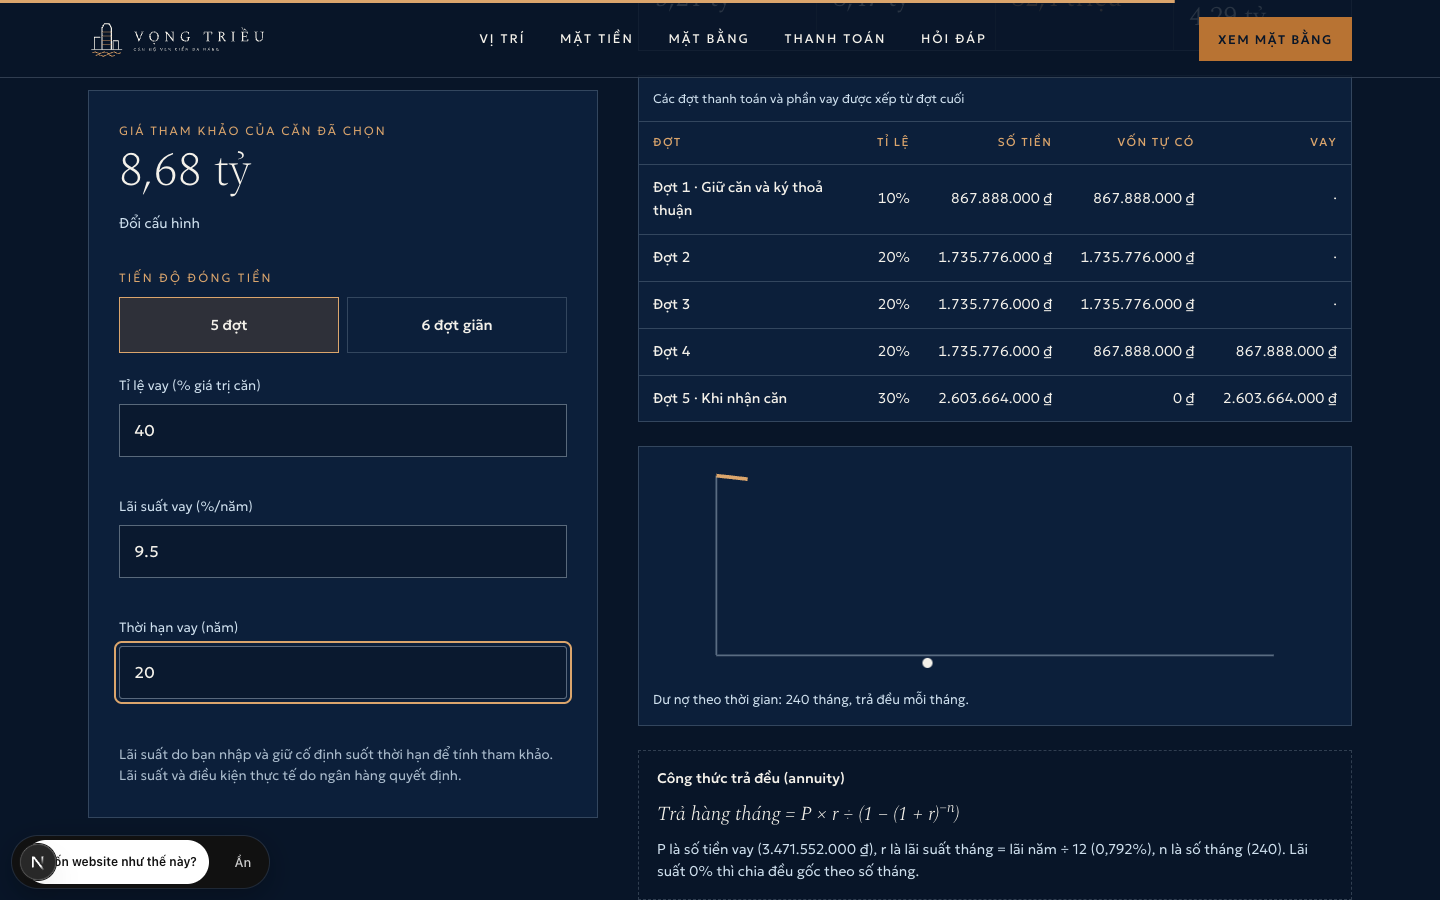 VỌNG TRIỀU
VỊ TRÍ
MẶT TIỀN
MẶT BẰNG
THANH TOÁN
HỎI ĐÁP
XEM MẶT BẰNG
GIÁ THAM KHẢO CỦA CĂN ĐÃ CHỌN
8,68 tỷ
Đổi cấu hình
TIẾN ĐỘ ĐÓNG TIỀN
5 đợt
6 đợt giãn
Tỉ lệ vay (% giá trị căn)
40
Lãi suất vay (%/năm)
9.5
Thời hạn vay (năm)
20
Lãi suất do bạn nhập và giữ cố định suốt thời hạn để tính tham khảo.
Lãi suất và điều kiện thực tế do ngân hàng quyết định.
Các đợt thanh toán và phần vay được xếp từ đợt cuối
ĐỢT TỈ LỆ SỐ TIỀN VỐN TỰ CÓ VAY
Đợt 1 · Giữ căn và ký thoả
thuận
10% 867.888.000 ₫ 867.888.000 ₫ ·
Đợt 2 20% 1.735.776.000 ₫ 1.735.776.000 ₫ ·
Đợt 3 20% 1.735.776.000 ₫ 1.735.776.000 ₫ ·
Đợt 4 20% 1.735.776.000 ₫ 867.888.000 ₫ 867.888.000 ₫
Đợt 5 · Khi nhận căn 30% 2.603.664.000 ₫ 0 ₫ 2.603.664.000 ₫
Dư nợ theo thời gian: 240 tháng, trả đều mỗi tháng.
Công thức trả đều (annuity)
Trả hàng tháng = P × r ÷ (1 − (1 + r)⁻ⁿ)
P là số tiền vay (3.471.552.000 ₫), r là lãi suất tháng = lãi năm ÷ 12 (0,792%), n là số tháng (240). Lãi
suất 0% thì chia đều gốc theo số tháng.
N
website như thế này?
Ẩn